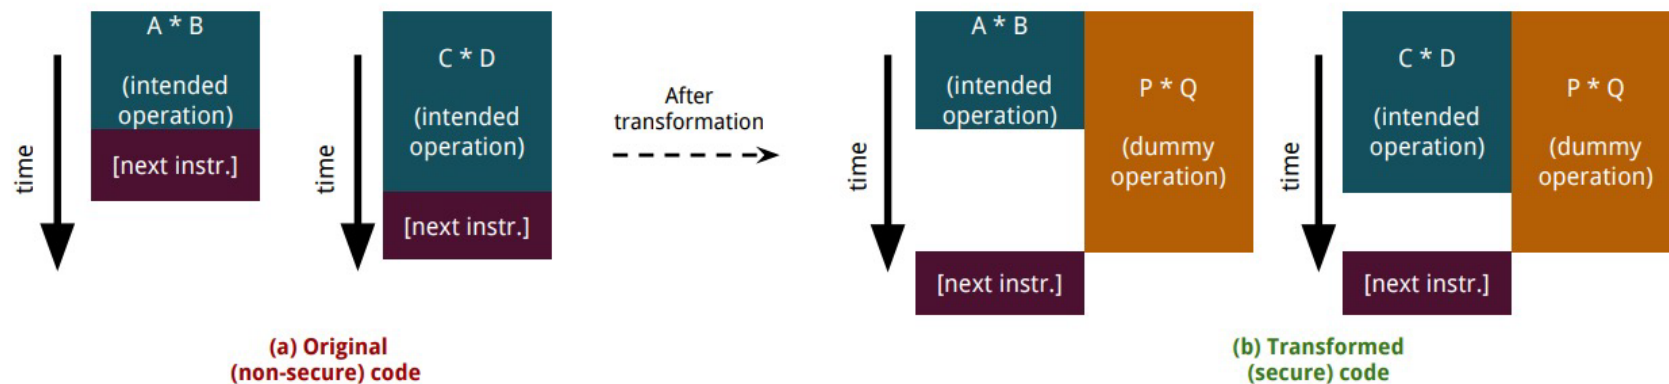 time
A * B
(intended
operation)
[next instr.]
time
C * D
(intended
operation)
[next instr.]
(a) Original
(non-secure) code
After
transformation
time
A * B
(intended
operation)
P * Q
(dummy
operation)
[next instr.]
time
C * D
(intended
operation)
P * Q
(dummy
operation)
[next instr.]
(b) Transformed
(secure) code